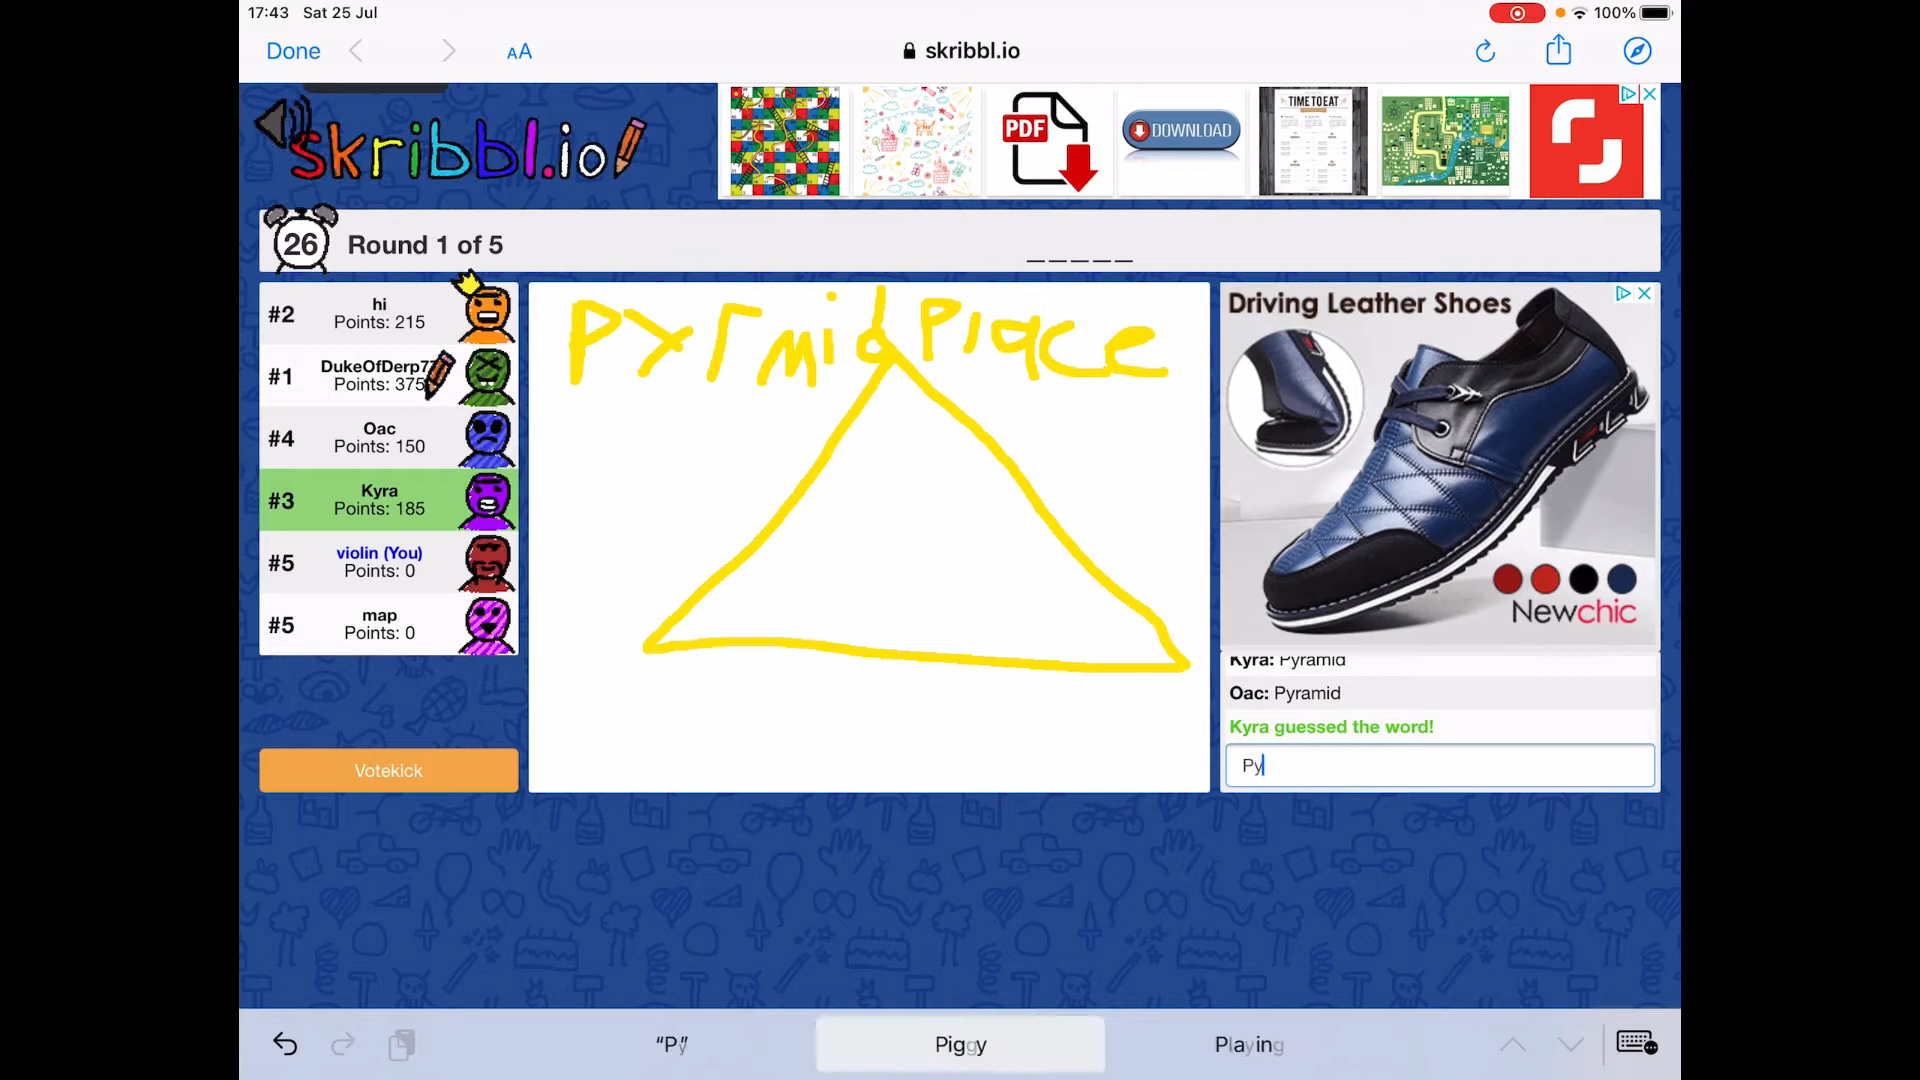 17:43 Sat 25 Jul
100%
Done AA skribbl.io
skribbl.io
PDF
DOWNLOAD
TIME TO EAT
26 Round 1 of 5 _____
#2 hi
Points: 215
#1 DukeOfDerp77
Points: 375
#4 Oac
Points: 150
#3 Kyra
Points: 185
#5 violin (You)
Points: 0
#5 map
Points: 0
Votekick
PYrmid Place
Driving Leather Shoes
Newchic
Kyra: Pyramid
Oac: Pyramid
Kyra guessed the word!
Py
“Py” Piggy Playing